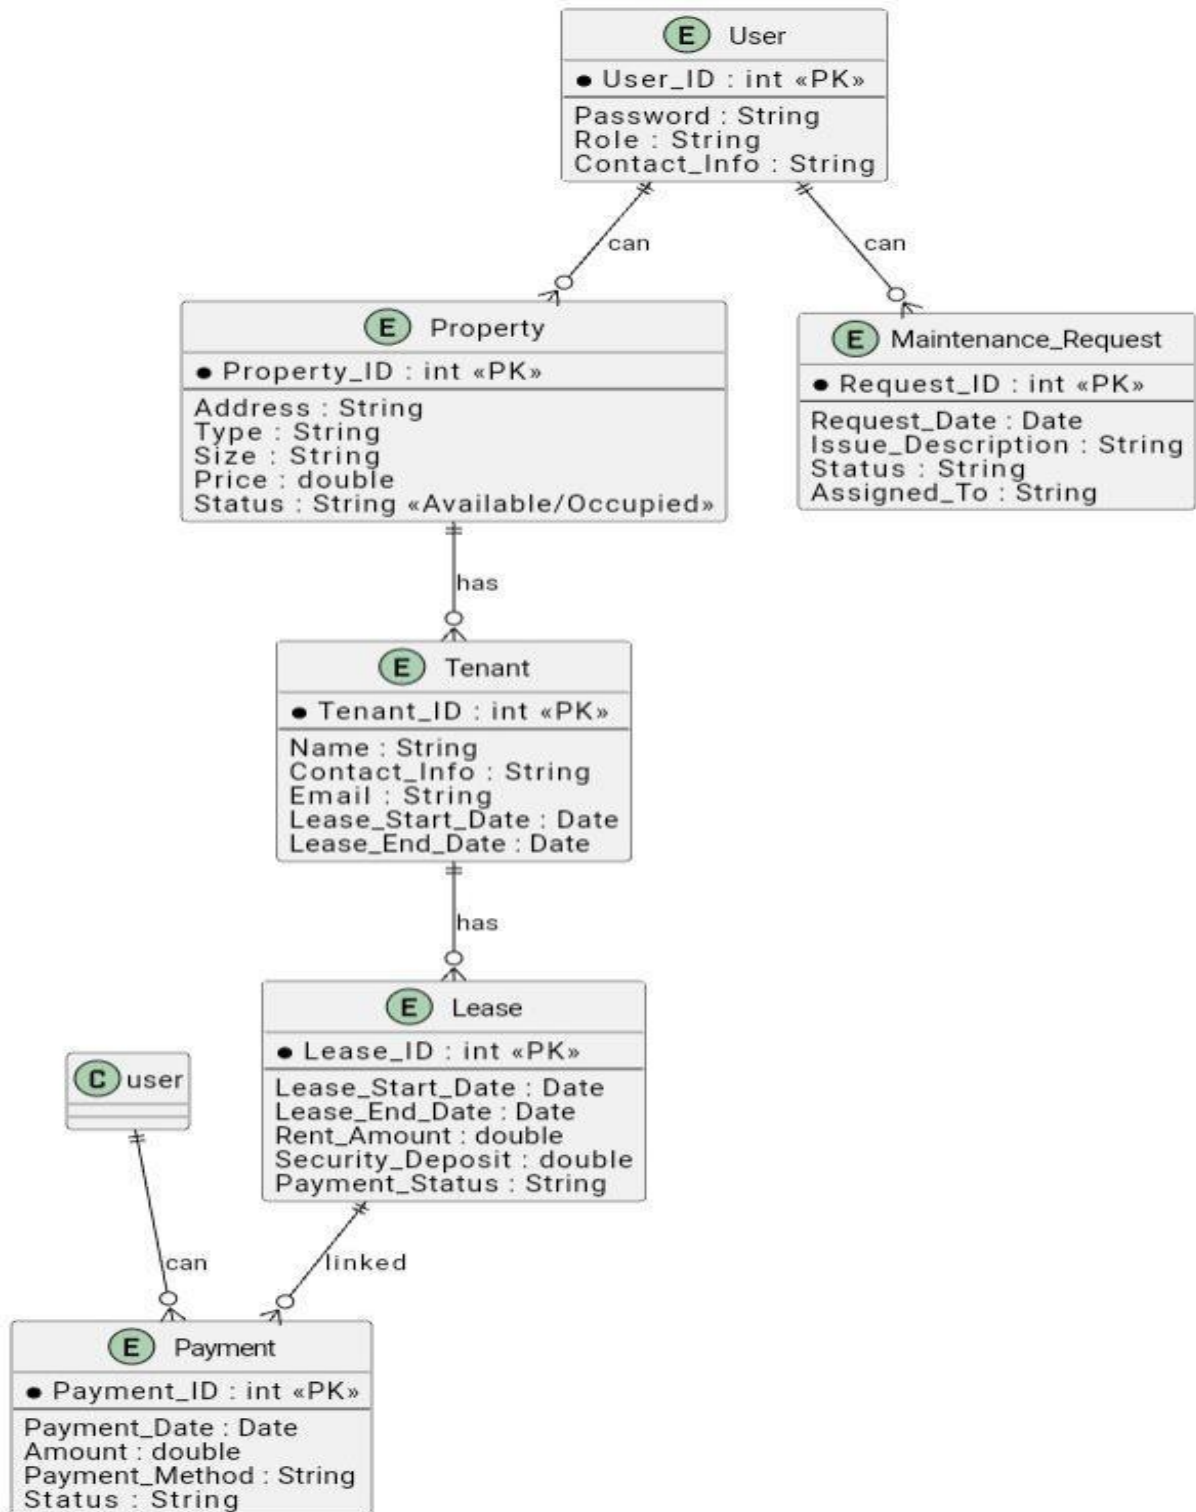 E User
● User_ID : int «PK»
Password : String
Role : String
Contact_Info : String
can
can
E Property
● Property_ID : int «PK»
Address : String
Type : String
Size : String
Price : double
Status : String «Available/Occupied»
E Maintenance_Request
● Request_ID : int «PK»
Request_Date : Date
Issue_Description : String
Status : String
Assigned_To : String
has
E Tenant
● Tenant_ID : int «PK»
Name : String
Contact_Info : String
Email : String
Lease_Start_Date : Date
Lease_End_Date : Date
has
E Lease
● Lease_ID : int «PK»
Lease_Start_Date : Date
Lease_End_Date : Date
Rent_Amount : double
Security_Deposit : double
Payment_Status : String
C user
can
linked
E Payment
● Payment_ID : int «PK»
Payment_Date : Date
Amount : double
Payment_Method : String
Status : String